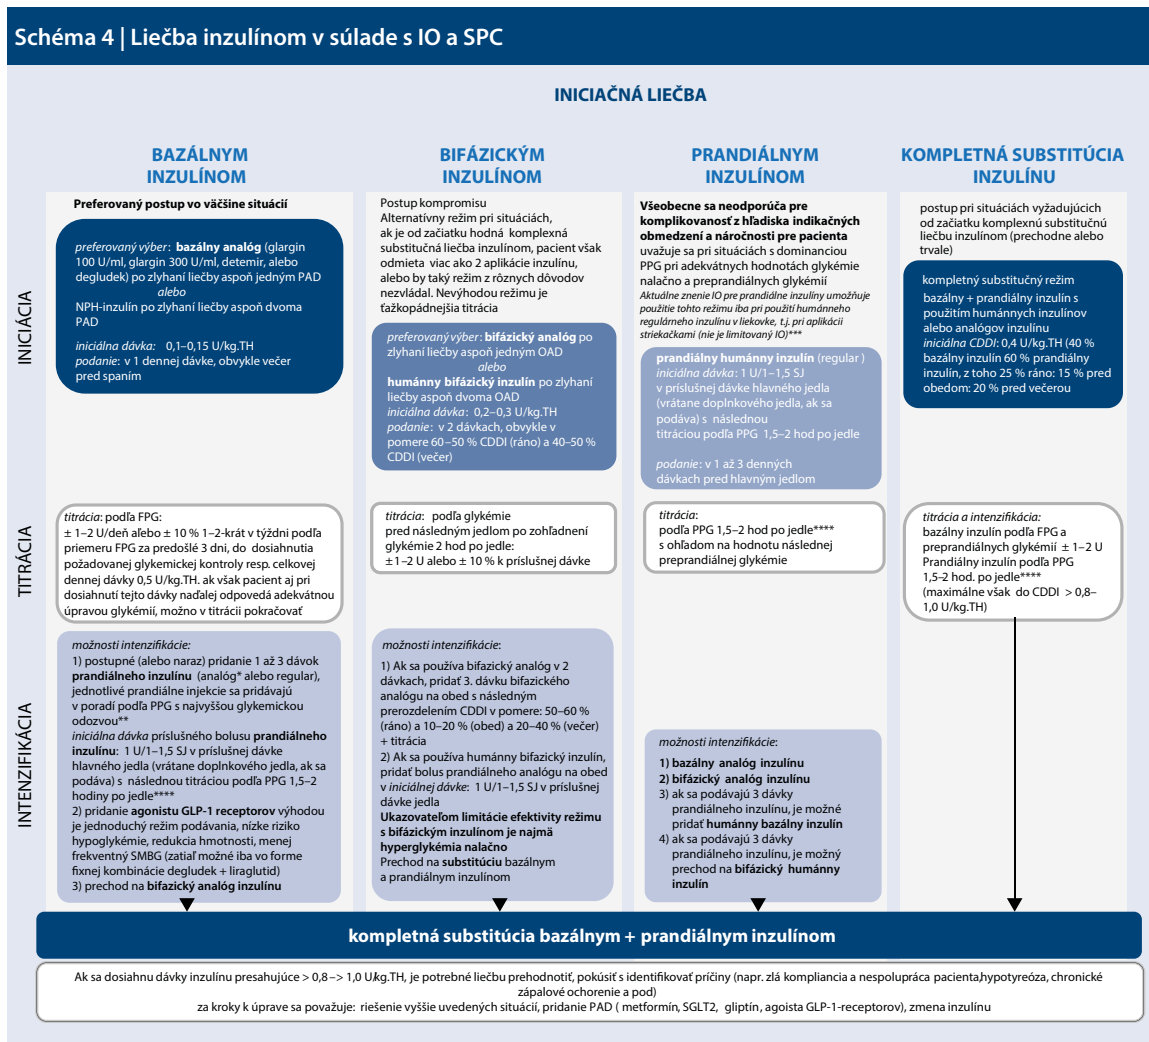 Schéma 4 | Liečba inzulínom v súlade s IO a SPC
INICIAČNÁ LIEČBA
BAZÁLNYM
INZULÍNOM
BIFÁZICKÝM
INZULÍNOM
PRANDIÁLNYM
INZULÍNOM
KOMPLETNÁ SUBSTITÚCIA
INZULÍNU
INICIÁCIA
Preferovaný postup vo väčšine situácií
preferovaný výber: bazálny analóg (glargin
100 U/ml, glargin 300 U/ml, detemir, alebo
degludek) po zlyhaní liečby aspoň jedným PAD
alebo
NPH-inzulín po zlyhaní liečby aspoň dvoma
PAD
iniciálna dávka: 0,1–0,15 U/kg.TH
podanie: v 1 dennej dávke, obvykle večer
pred spaním
Postup kompromisu
Alternatívny režim pri situáciách,
ak je od začiatku hodná komplexná
substitučná liečba inzulínom, pacient však
odmieta viac ako 2 aplikácie inzulínu,
alebo by taký režim z rôznych dôvodov
nezvládal. Nevýhodou režimu je
ťažkopádnejšia titrácia
preferovaný výber: bifázický analóg po
zlyhaní liečby aspoň jedným OAD
alebo
humánny bifázický inzulín po zlyhaní
liečby aspoň dvoma OAD
iniciálna dávka: 0,2–0,3 U/kg.TH
podanie: v 2 dávkach, obvykle v
pomere 60–50 % CDDI (ráno) a 40–50 %
CDDI (večer)
Všeobecne sa neodporúča pre
komplikovanosť z hľadiska indikačných
obmedzení a náročnosti pre pacienta
uvažuje sa pri situáciách s dominanciou
PPG pri adekvátnych hodnotách glykémie
nalačno a preprandiálnych glykémií
Aktuálne znenie IO pre prandiálne inzulíny umožňuje
použitie tohto režimu iba pri použití humánneho
regulárneho inzulínu v liekovke, t.j. pri aplikácii
striekačkami (nie je limitovaný IO)***
prandiálny humánny inzulín (regular )
iniciálna dávka: 1 U/1–1,5 SJ
v príslušnej dávke hlavného jedla
(vrátane doplnkového jedla, ak sa
podáva) s následnou
titráciou podľa PPG 1,5–2 hod po jedle
podanie: v 1 až 3 denných
dávkach pred hlavným jedlom
postup pri situáciách vyžadujúcich
od začiatku komplexnú substitučnú
liečbu inzulínom (prechodne alebo
trvale)
kompletný substitučný režim
bazálny + prandiálny inzulín s
použitím humánnych inzulínov
alebo analógov inzulínu
iniciálna CDDI: 0,4 U/kg.TH (40 %
bazálny inzulín 60 % prandiálny
inzulín, z toho 25 % ráno: 15 % pred
obedom: 20 % pred večerou
TITRÁCIA
titrácia: podľa FPG:
± 1–2 U/deň alebo ± 10 % 1–2-krát v týždni podľa
priemeru FPG za predošlé 3 dni, do dosiahnutia
požadovanej glykemickej kontroly resp. celkovej
dennej dávky 0,5 U/kg.TH. ak však pacient aj pri
dosiahnutí tejto dávky naďalej odpovedá adekvátnou
úpravou glykémií, možno v titrácii pokračovať
titrácia: podľa glykémie
pred následným jedlom po zohľadnení
glykémie 2 hod po jedle:
±1–2 U alebo ± 10 % k príslušnej dávke
titrácia:
podľa PPG 1,5–2 hod po jedle****
s ohľadom na hodnotu následnej
preprandiálnej glykémie
titrácia a intenzifikácia:
bazálny inzulín podľa FPG a
preprandiálnych glykémií ± 1–2 U
Prandiálny inzulín podľa PPG
1,5–2 hod. po jedle****
(maximálne však do CDDI > 0,8–
1,0 U/kg.TH)
INTENZIFIKÁCIA
možnosti intenzifikácie:
1) postupné (alebo naraz) pridanie 1 až 3 dávok
prandiálneho inzulínu (analóg* alebo regular),
jednotlivé prandiálne injekcie sa pridávajú
v poradí podľa PPG s najvyššou glykemickou
odozvou**
iniciálna dávka príslušného bolusu prandiálneho
inzulínu: 1 U/1–1,5 SJ v príslušnej dávke
hlavného jedla (vrátane doplnkového jedla, ak sa
podáva) s následnou titráciou podľa PPG 1,5–2
hodiny po jedle****
2) pridanie agonistu GLP-1 receptorov výhodou
je jednoduchý režim podávania, nízke riziko
hypoglykémie, redukcia hmotnosti, menej
frekventný SMBG (zatiaľ možné iba vo forme
fixnej kombinácie degludek + liraglutid)
3) prechod na bifazický analóg inzulínu
možnosti intenzifikácie:
1) Ak sa používa bifazický analóg v 2
dávkach, pridať 3. dávku bifazického
analógu na obed s následným
prerozdelením CDDI v pomere: 50–60 %
(ráno) a 10–20 % (obed) a 20–40 % (večer)
+ titrácia
2) Ak sa používa humánny bifazický inzulín,
pridať bolus prandiálneho analógu na obed
v iniciálnej dávke: 1 U/1–1,5 SJ v príslušnej
dávke jedla
Ukazovateľom limitácie efektivity režimu
s bifázickým inzulínom je najmä
hyperglykémia nalačno
Prechod na substitúciu bazálnym
a prandiálnym inzulínom
možnosti intenzifikácie:
1) bazálny analóg inzulínu
2) bifázický analóg inzulínu
3) ak sa podávajú 3 dávky
prandiálneho inzulínu, je možné
pridať humánny bazálny inzulín
4) ak sa podávajú 3 dávky
prandiálneho inzulínu, je možný
prechod na bifázický humánny
inzulín
kompletná substitúcia bazálnym + prandiálnym inzulínom
Ak sa dosiahnu dávky inzulínu presahujúce > 0,8 –> 1,0 U/kg.TH, je potrebné liečbu prehodnotiť, pokúsiť s identifikovať príčiny (napr. zlá kompliancia a nespolupráca pacienta,hypotyreóza, chronické
zápalové ochorenie a pod)
za kroky k úprave sa považuje: riešenie vyššie uvedených situácií, pridanie PAD ( metformín, SGLT2, gliptín, agoista GLP-1-receptorov), zmena inzulínu